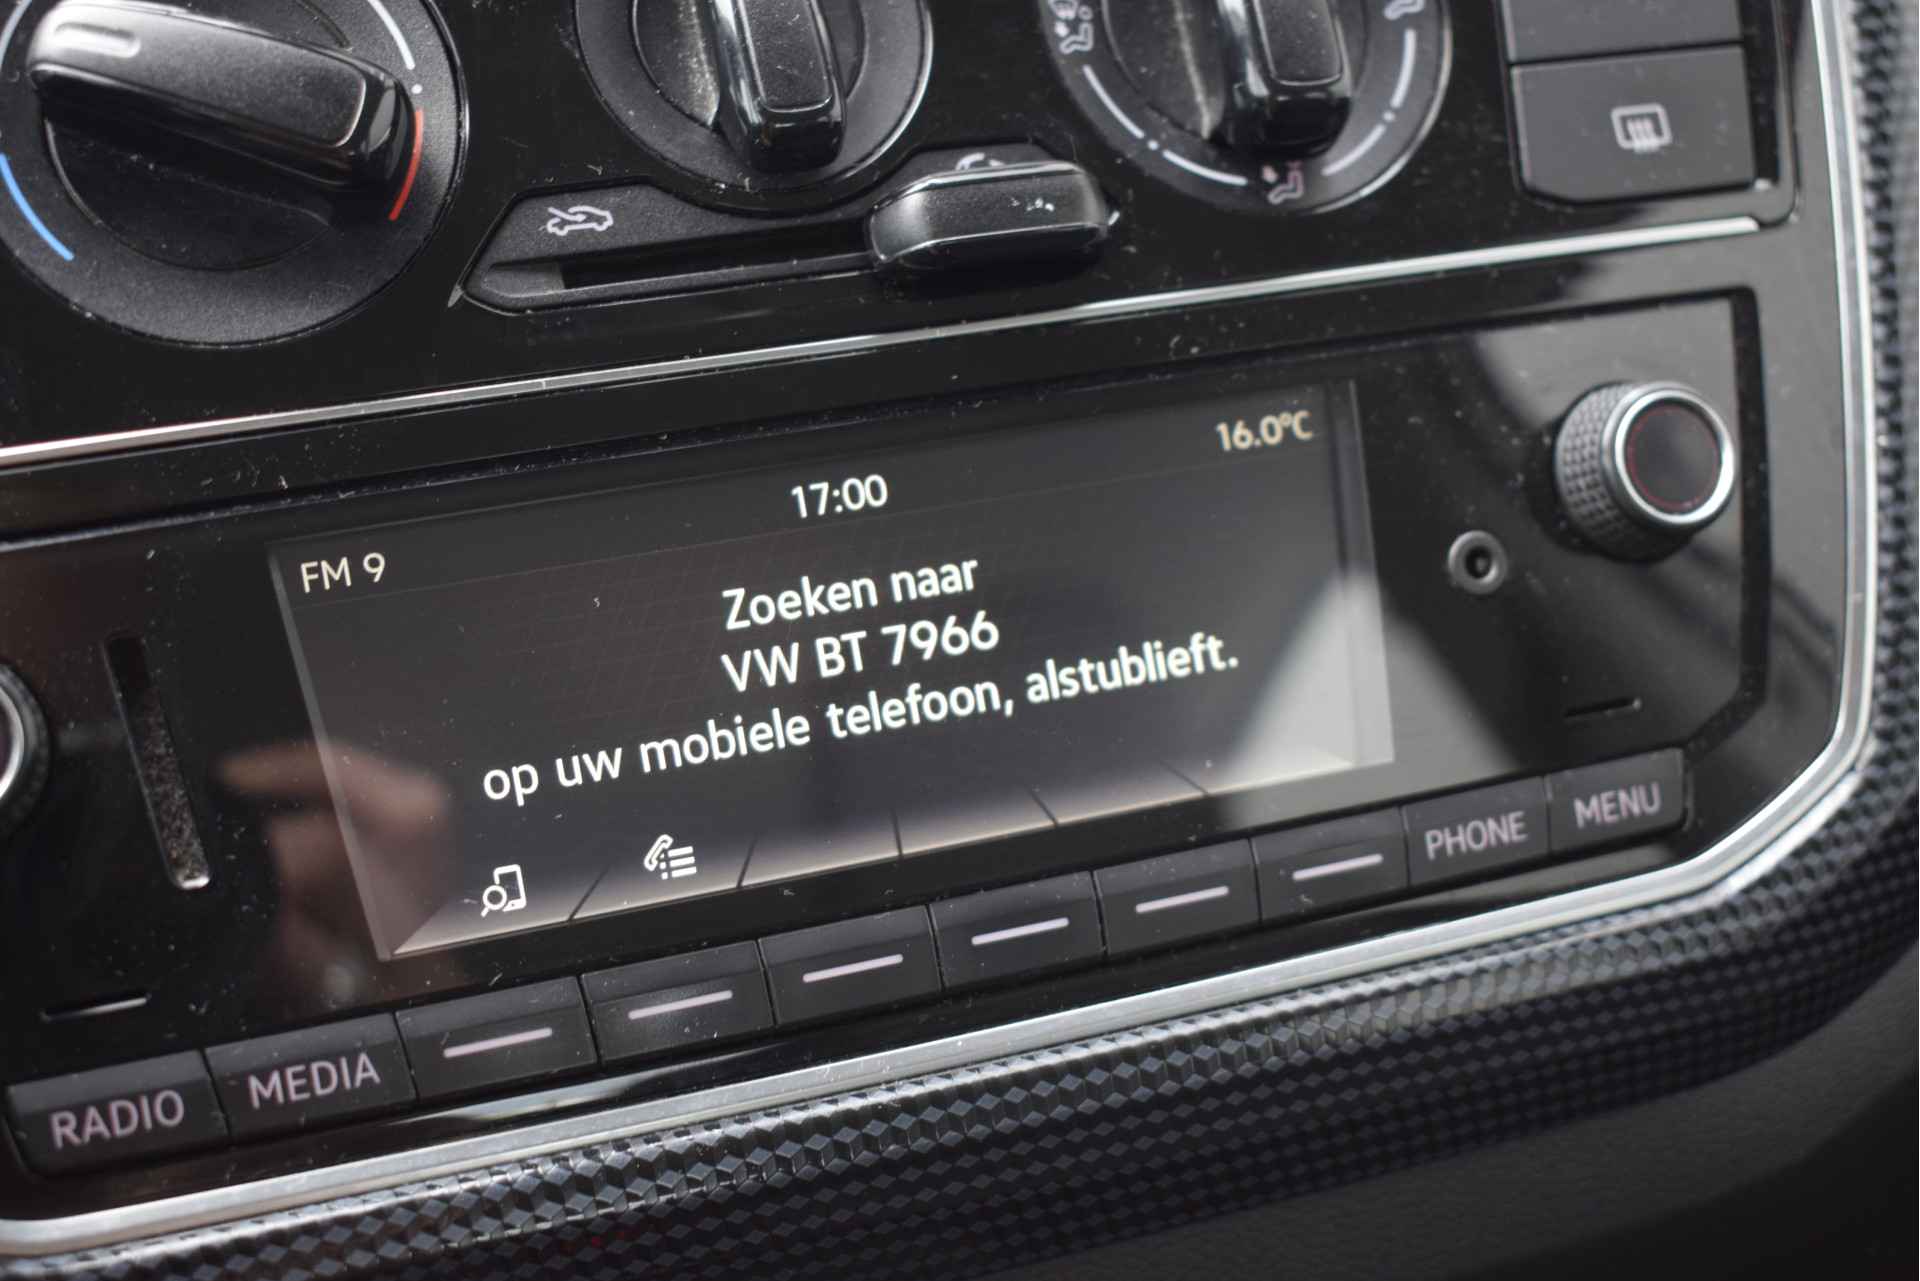 16.0°C
17:00
FM 9
Zoeken naar
VW BT 7966
op uw mobiele telefoon, alstublieft.
RADIO
MEDIA
PHONE
MENU